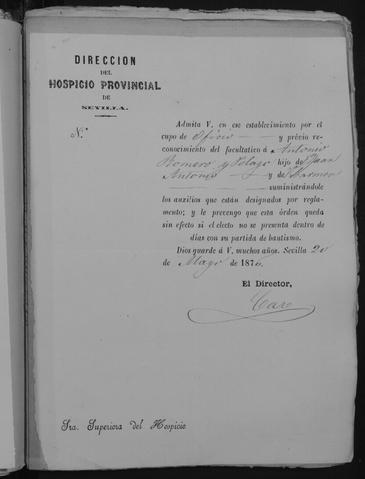 DIRECCION
DEL
HOSPICIO PROVINCIAL
DE
SEVILLA.
N.º
Admita V. en ese establecimiento por el
cupo de Oficio y prévio re-
conocimiento del facultativo á Antonio
Romero y Pelayo hijo de Juan
Antonio y de Carmen
suministrándole
los auxilios que están designados por regla-
mento; y le prevengo que esta órden queda
sin efecto si el electo no se presenta dentro de
dias con su partida de bautismo.
Dios guarde á V. muchos años. Sevilla
de Mayo de 1876.
El Director,
Caro
Sra. Superiora del Hospicio